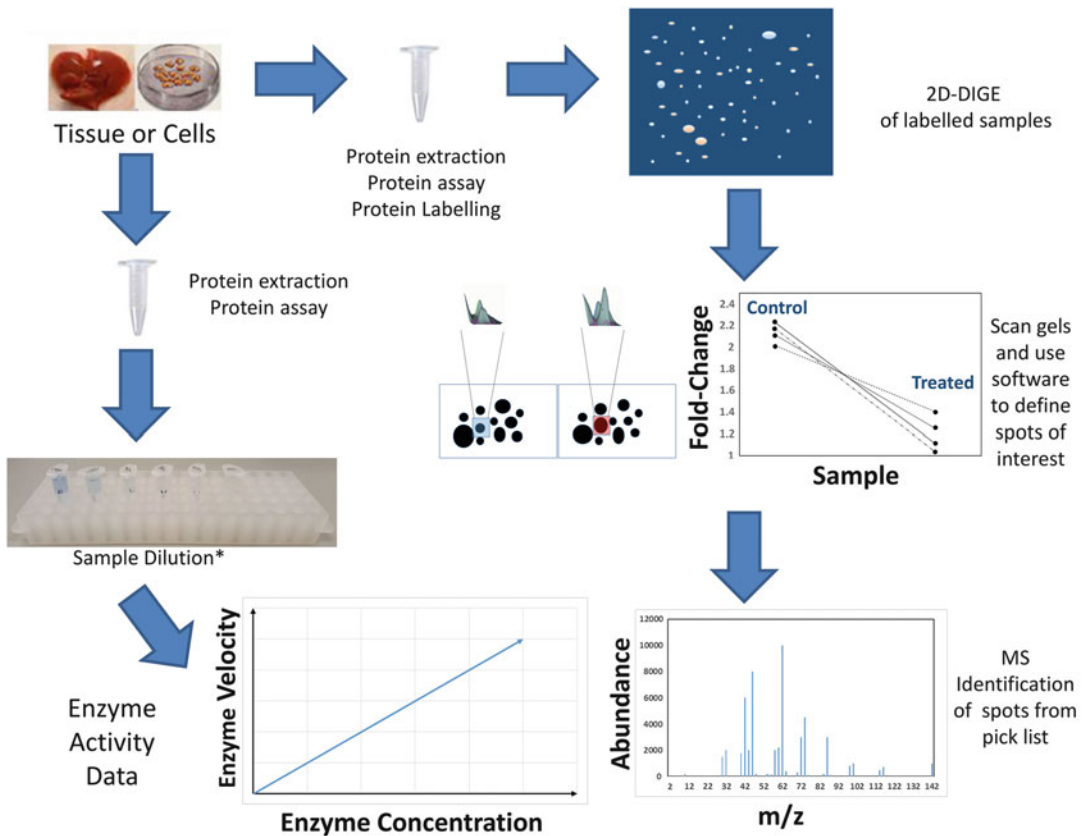 Tissue or Cells
Protein extraction
Protein assay
Protein Labelling
2D-DIGE
of labelled samples
Protein extraction
Protein assay
Fold-Change
2.4
2.2
2
1.8
1.6
1.4
1.2
1
Control
Treated
Sample
Scan gels
and use
software
to define
spots of
interest
Sample Dilution*
Enzyme
Activity
Data
Enzyme Velocity
Enzyme Concentration
Abundance
12000
10000
8000
6000
4000
2000
0
2 12 22 32 42 52 62 72 82 92 102 112 122 132 142
m/z
MS
Identification
of spots from
pick list